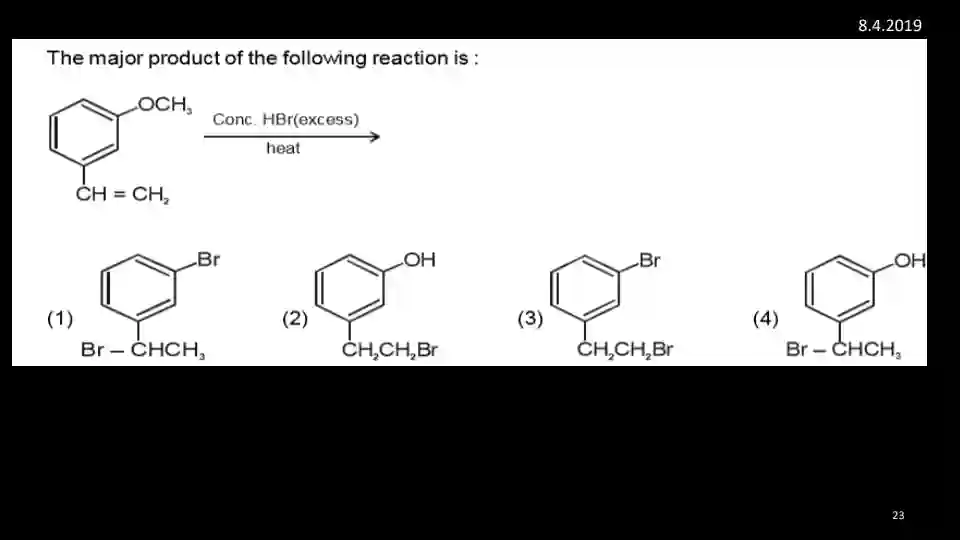 8.4.2019
The major product of the following reaction is :
OCH₃
Conc. HBr(excess)
heat
CH = CH₂
Br
OH
Br
OH
(1)
(2)
(3)
(4)
Br – CHCH₃
CH₂CH₂Br
CH₂CH₂Br
Br – CHCH₃
23